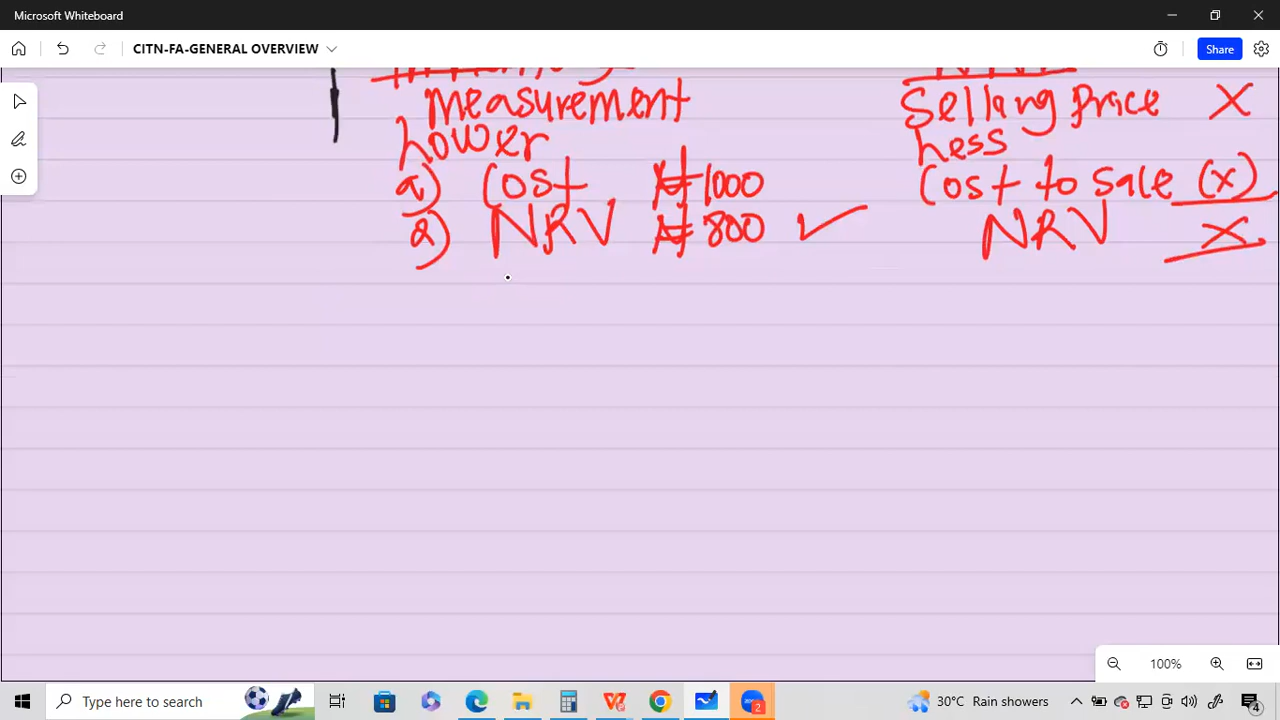 Microsoft Whiteboard
CITN-FA-GENERAL OVERVIEW
Share
measurement
Lower
a) Cost ₦1000
a) NRV ₦800 ✓
Selling Price X
Less
Cost to sale (x)
NRV X
100%
Type here to search
2
30°C Rain showers
4